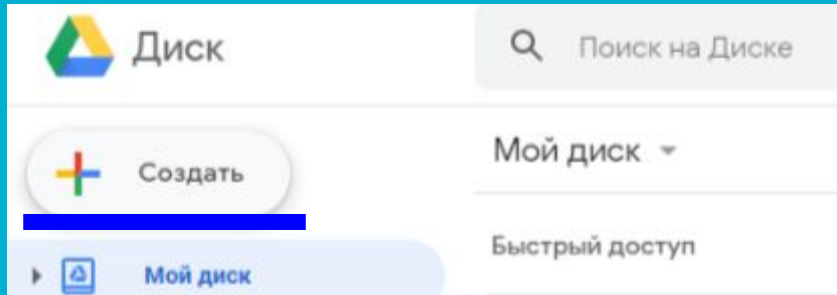 Диск
Поиск на Диске
Создать
Мой диск
Мой диск
Быстрый доступ